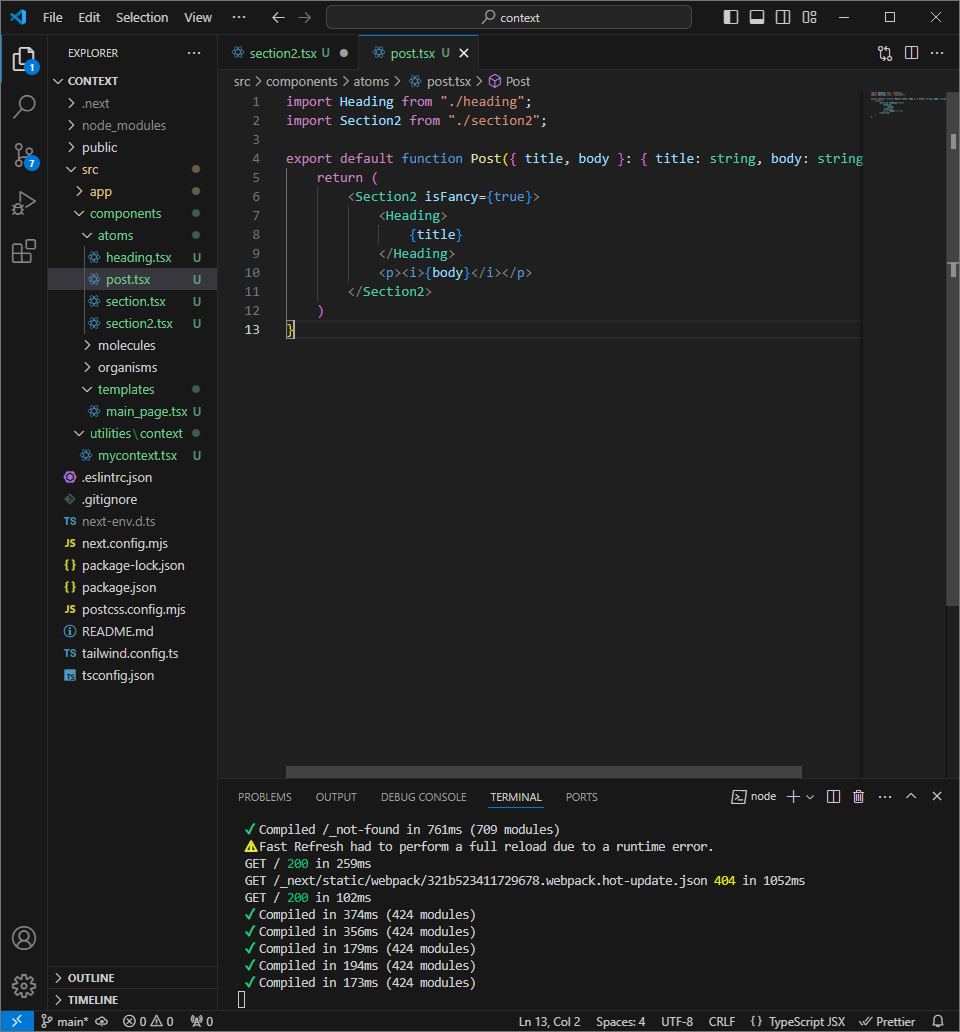 File Edit Selection View ··· context
EXPLORER ···
CONTEXT
.next
node_modules
public
src
app
components
atoms
heading.tsx U
post.tsx U
section.tsx U
section2.tsx U
molecules
organisms
templates
main_page.tsx U
utilities\context
mycontext.tsx U
.eslintrc.json
.gitignore
TS next-env.d.ts
JS next.config.mjs
{} package-lock.json
{} package.json
JS postcss.config.mjs
README.md
TS tailwind.config.ts
TS tsconfig.json
OUTLINE
TIMELINE
1
7
section2.tsx U ● post.tsx U
src > components > atoms > post.tsx > Post
1 import Heading from "./heading";
2 import Section2 from "./section2";
3
4 export default function Post({ title, body }: { title: string, body: string
5 return (
6 <Section2 isFancy={true}>
7 <Heading>
8 {title}
9 </Heading>
10 <p><i>{body}</i></p>
11 </Section2>
12 )
13 }
PROBLEMS OUTPUT DEBUG CONSOLE TERMINAL PORTS node
✓ Compiled /_not-found in 761ms (709 modules)
⚠ Fast Refresh had to perform a full reload due to a runtime error.
GET / 200 in 259ms
GET /_next/static/webpack/321b523411729678.webpack.hot-update.json 404 in 1052ms
GET / 200 in 102ms
✓ Compiled in 374ms (424 modules)
✓ Compiled in 356ms (424 modules)
✓ Compiled in 179ms (424 modules)
✓ Compiled in 194ms (424 modules)
✓ Compiled in 173ms (424 modules)
main* 0 0 0 Ln 13, Col 2 Spaces: 4 UTF-8 CRLF {} TypeScript JSX Prettier